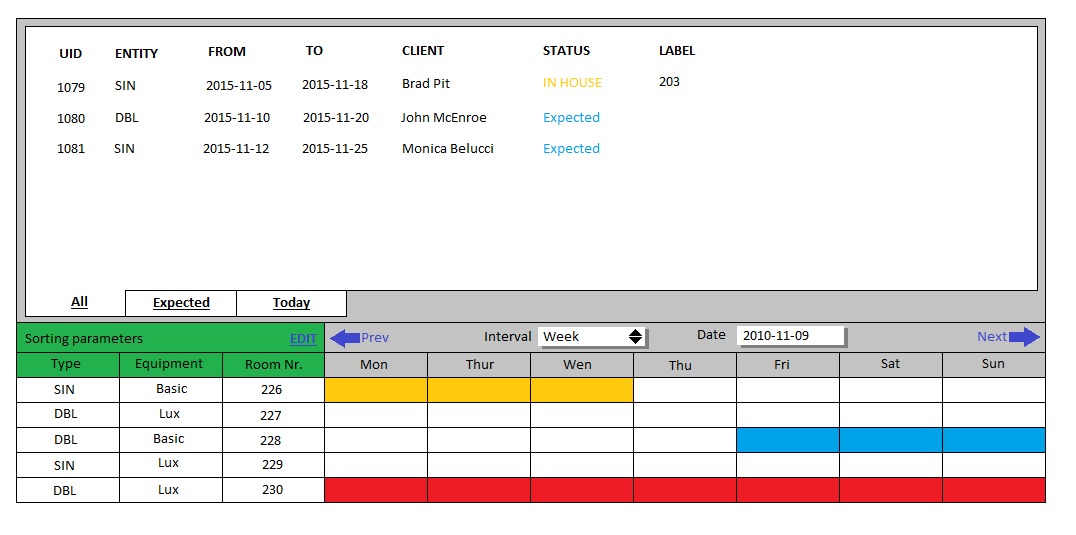 UID ENTITY FROM TO CLIENT STATUS LABEL
1079 SIN 2015-11-05 2015-11-18 Brad Pit IN HOUSE 203
1080 DBL 2015-11-10 2015-11-20 John McEnroe Expected
1081 SIN 2015-11-12 2015-11-25 Monica Belucci Expected
All Expected Today
Sorting parameters EDIT Prev Interval Week Date 2010-11-09 Next
Type Equipment Room Nr. Mon Thur Wen Thu Fri Sat Sun
SIN Basic 226
DBL Lux 227
DBL Basic 228
SIN Lux 229
DBL Lux 230